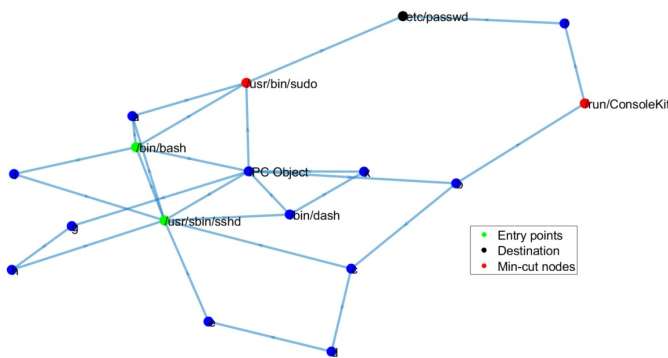 etc/passwd
/usr/bin/sudo
/run/ConsoleKit
/bin/bash
PC Object
bin/dash
/usr/sbin/sshd
g
Entry points
Destination
Min-cut nodes